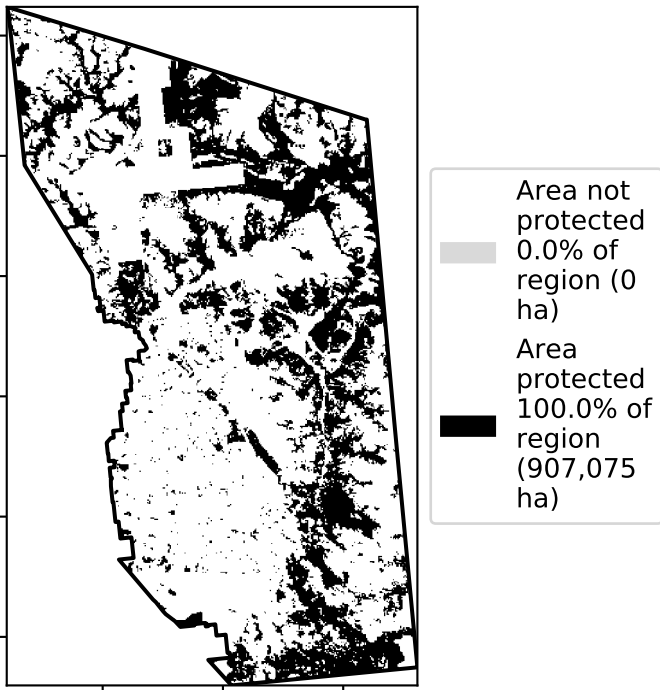 Area not
protected
0.0% of
region (0
ha)
Area
protected
100.0% of
region
(907,075
ha)